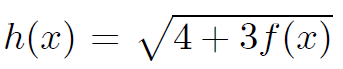 h(x) = √(4 + 3f(x))